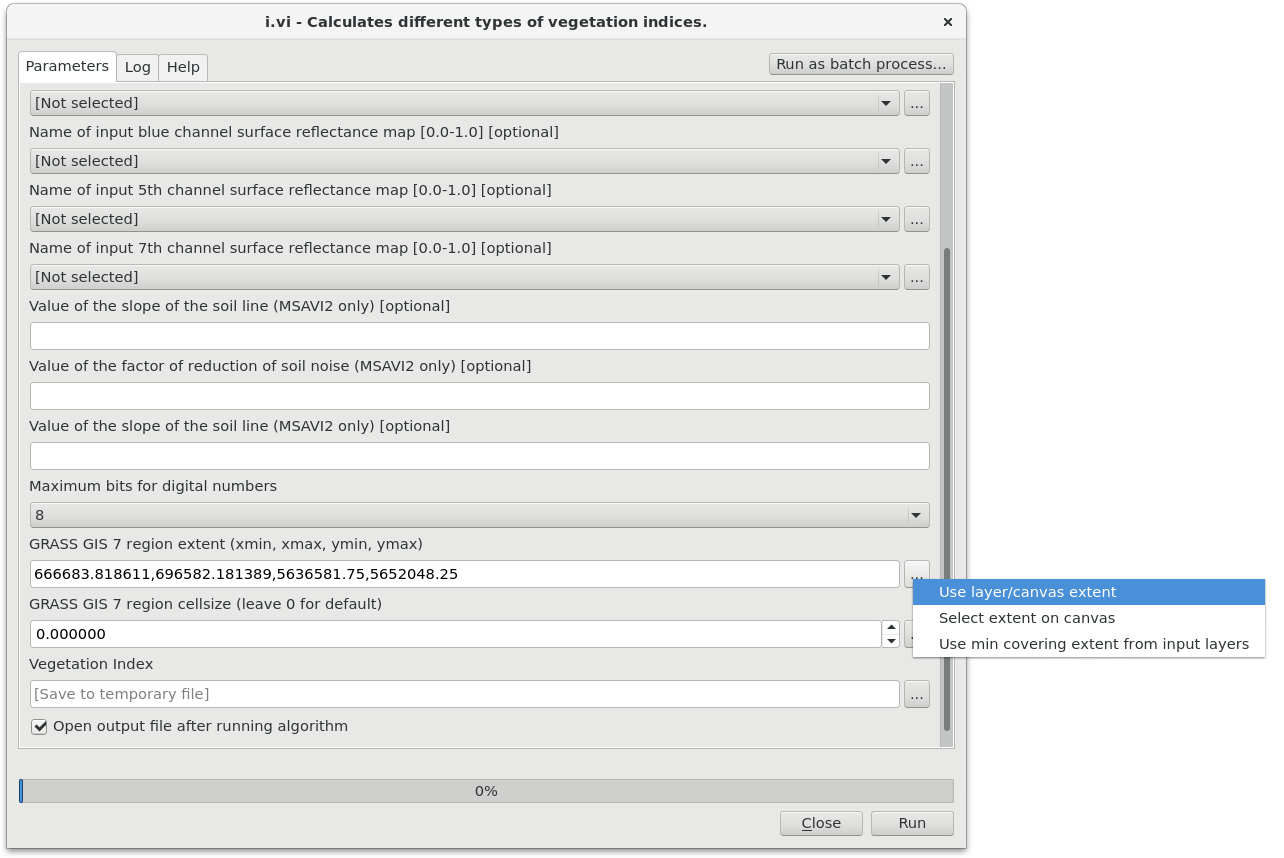 i.vi - Calculates different types of vegetation indices.
Parameters Log Help Run as batch process...
[Not selected] ...
Name of input blue channel surface reflectance map [0.0-1.0] [optional]
[Not selected] ...
Name of input 5th channel surface reflectance map [0.0-1.0] [optional]
[Not selected] ...
Name of input 7th channel surface reflectance map [0.0-1.0] [optional]
[Not selected] ...
Value of the slope of the soil line (MSAVI2 only) [optional]
Value of the factor of reduction of soil noise (MSAVI2 only) [optional]
Value of the slope of the soil line (MSAVI2 only) [optional]
Maximum bits for digital numbers
8
GRASS GIS 7 region extent (xmin, xmax, ymin, ymax)
666683.818611,696582.181389,5636581.75,5652048.25 ...
Use layer/canvas extent
Select extent on canvas
Use min covering extent from input layers
GRASS GIS 7 region cellsize (leave 0 for default)
0.000000
Vegetation Index
[Save to temporary file] ...
Open output file after running algorithm
0%
Close Run